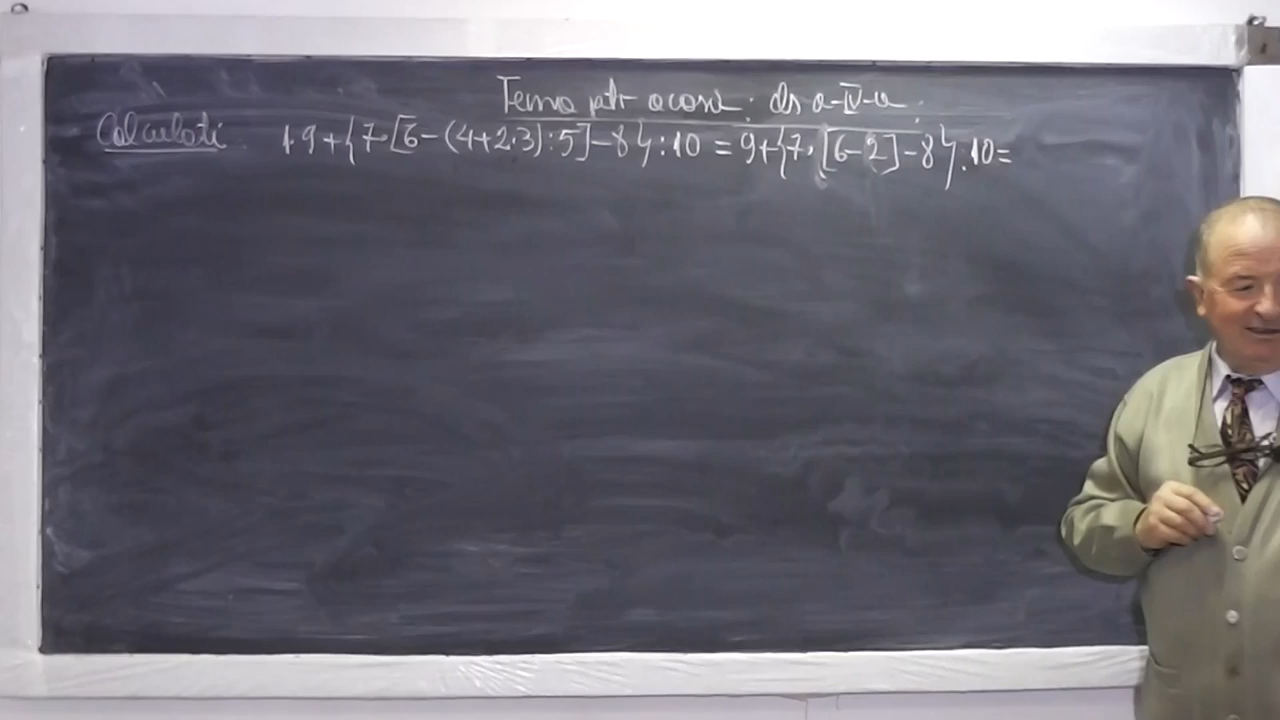 Tema ptr acasă: cls a-IV-a:
Calculați: 1. 9+{7·[6-(4+2·3):5]-8}:10 = 9+{7·[6-2]-8}:10=